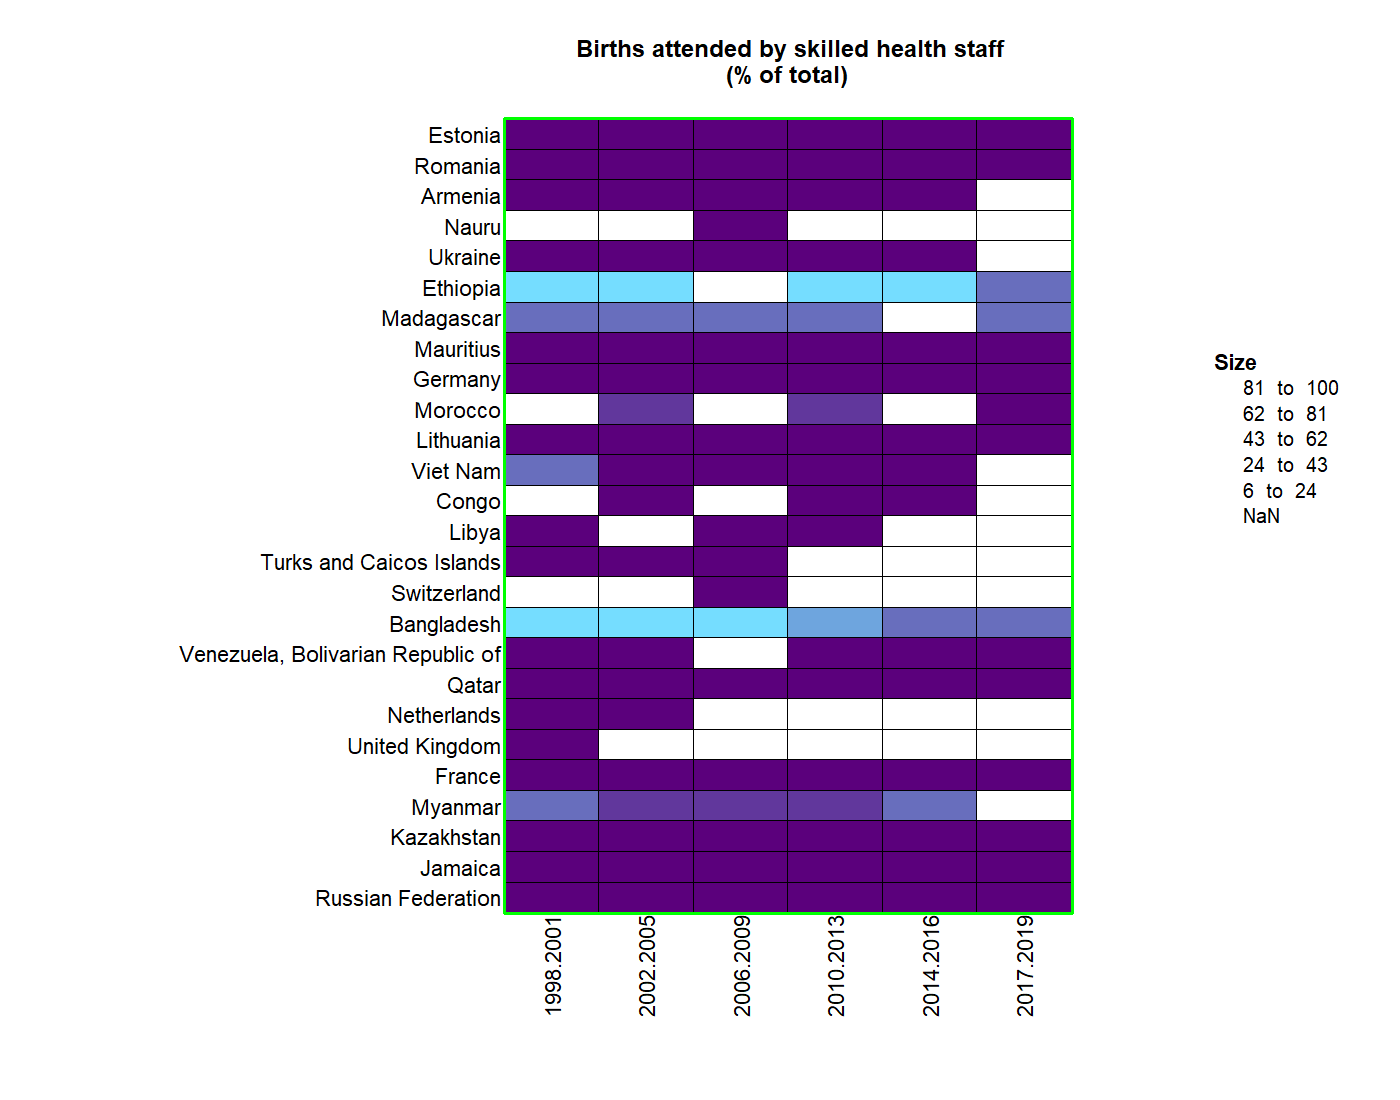 Births attended by skilled health staff
(% of total)
Estonia
Romania
Armenia
Nauru
Ukraine
Ethiopia
Madagascar
Mauritius
Germany
Morocco
Lithuania
Viet Nam
Congo
Libya
Turks and Caicos Islands
Switzerland
Bangladesh
Venezuela, Bolivarian Republic of
Qatar
Netherlands
United Kingdom
France
Myanmar
Kazakhstan
Jamaica
Russian Federation
1998.2001
2002.2005
2006.2009
2010.2013
2014.2016
2017.2019
Size
81 to 100
62 to 81
43 to 62
24 to 43
6 to 24
NaN